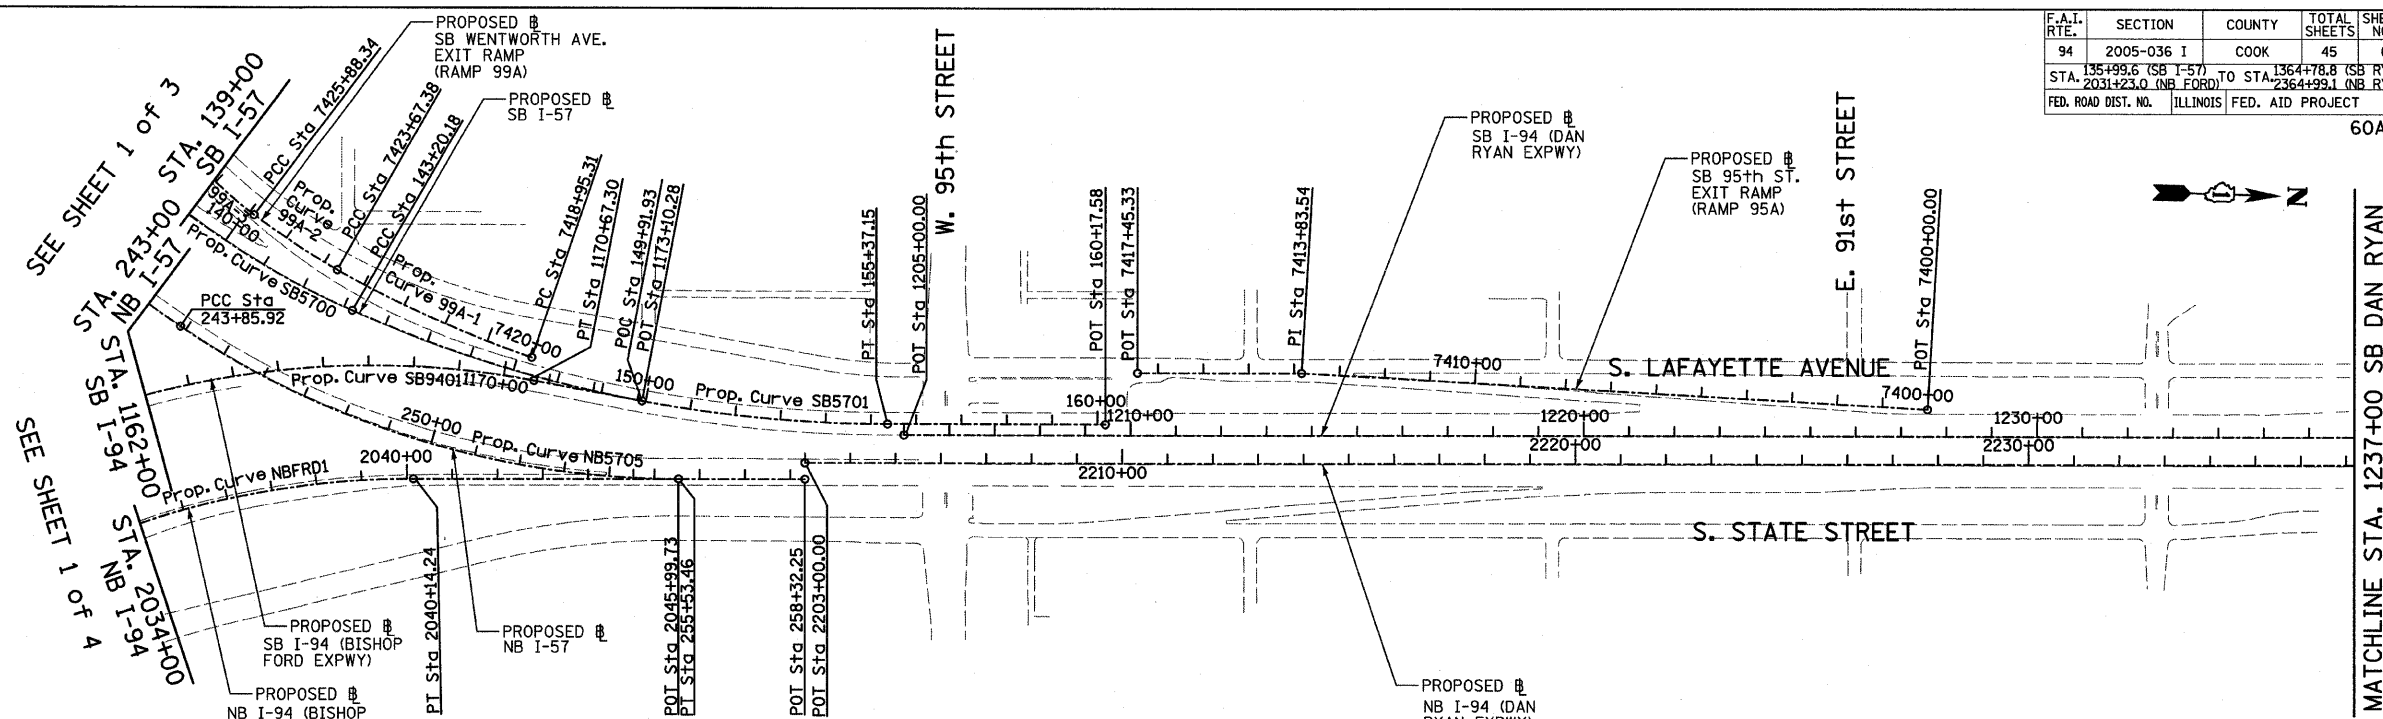 F.A.I.
RTE.
SECTION
COUNTY
TOTAL
SHEETS
94
2005-036 I
COOK
45
STA.
135+99.6 (SB I-57)
2031+23.0 (NB FORD)
TO STA.
1364+78.8 (SB
2364+99.1 (NB
FED. ROAD DIST. NO.
ILLINOIS
FED. AID PROJECT
60A
N
SEE SHEET 1 of 3
STA. 139+00
SB I-57
STA. 243+00
NB I-57
STA. 1162+00
SB I-94
STA. 2034+00
NB I-94
SEE SHEET 1 of 4
PROPOSED ℄
SB WENTWORTH AVE.
EXIT RAMP
(RAMP 99A)
PROPOSED ℄
SB I-57
PCC Sta 7425+88.34
PCC Sta 7423+67.38
PCC Sta 143+20.18
PC Sta 7418+95.31
PT Sta 1170+67.30
POC Sta 149+91.93
POT Sta 1173+10.28
PT Sta 155+37.15
POT Sta 1205+00.00
W. 95th STREET
POT Sta 160+17.58
POT Sta 7417+45.33
PI Sta 7413+83.54
PROPOSED ℄
SB I-94 (DAN
RYAN EXPWY)
PROPOSED ℄
SB 95th ST.
EXIT RAMP
(RAMP 95A)
E. 91st STREET
POT Sta 7400+00.00
MATCHLINE STA. 1237+00 SB DAN RYAN
Prop.
Curve
99A-2
140+00
Prop. Curve SB5700
Prop.
Curve 99A-1
7420+00
PCC Sta
243+85.92
Prop. Curve SB9401
1170+00
150+00
Prop. Curve SB5701
160+00
1210+00
7410+00
S. LAFAYETTE AVENUE
7400+00
1220+00
1230+00
250+00
Prop. Curve NB5705
2040+00
Prop. Curve NBFRD1
2210+00
2220+00
2230+00
S. STATE STREET
PT Sta 2040+14.24
POT Sta 2045+99.73
PT Sta 255+53.46
POT Sta 258+32.25
POT Sta 2203+00.00
PROPOSED ℄
SB I-94 (BISHOP
FORD EXPWY)
PROPOSED ℄
NB I-57
PROPOSED ℄
NB I-94 (BISHOP
PROPOSED ℄
NB I-94 (DAN
RYAN EXPWY)